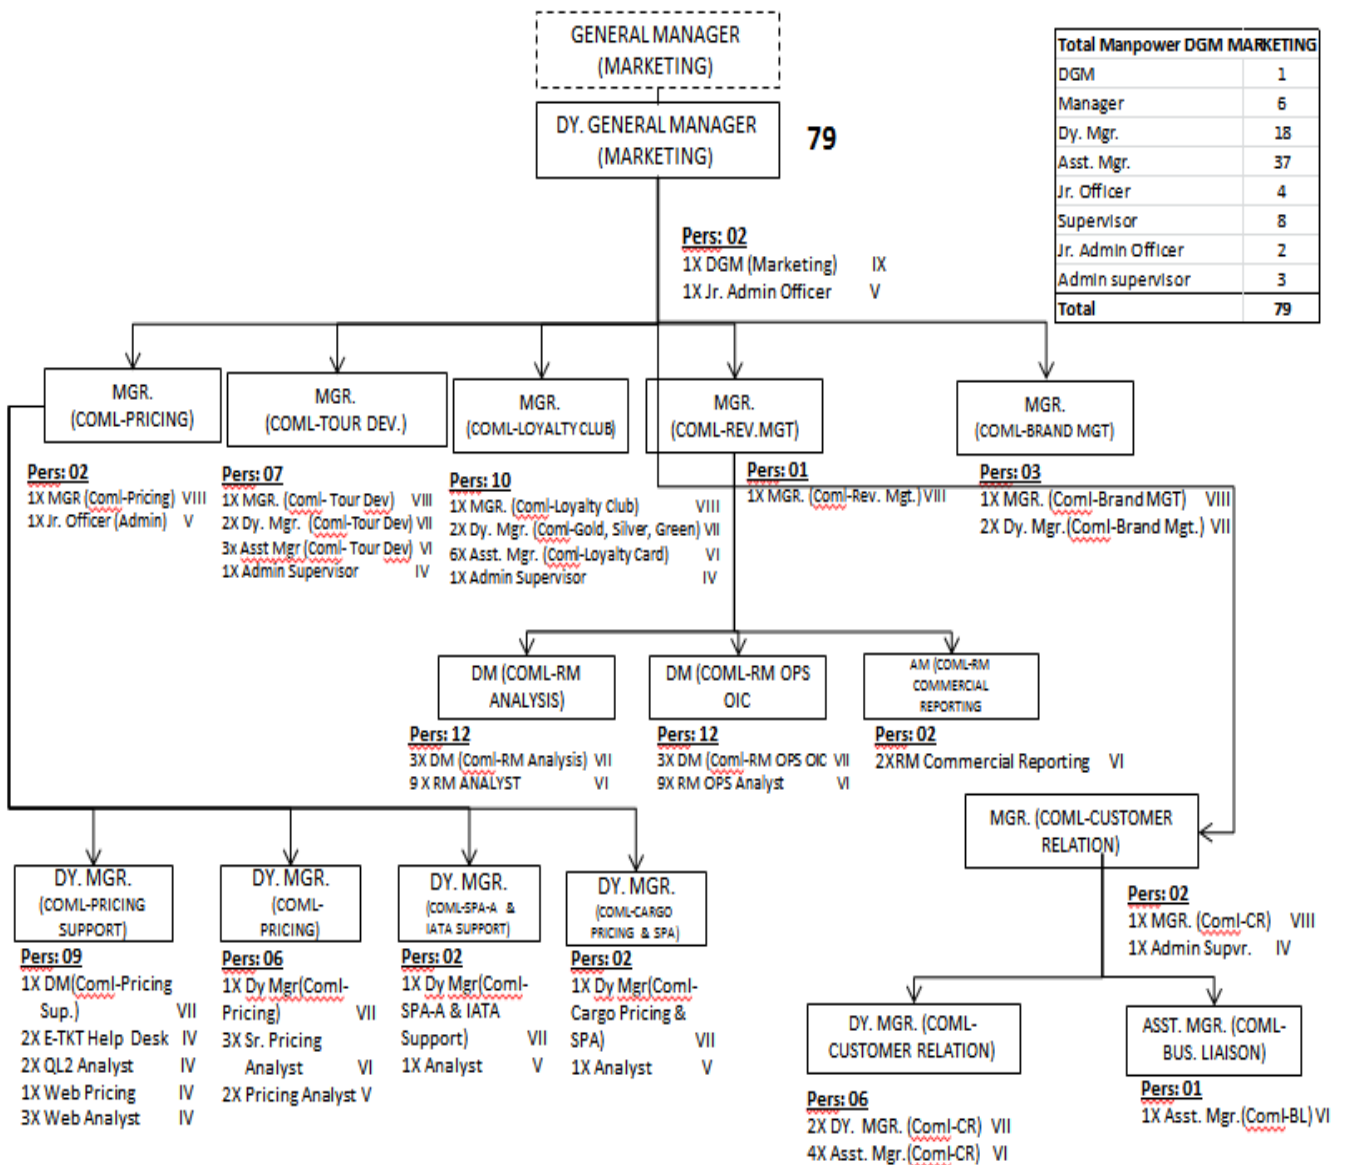 GENERAL MANAGER
(MARKETING)
DY. GENERAL MANAGER
(MARKETING)
79
Total Manpower DGM MARKETING
DGM 1
Manager 6
Dy. Mgr. 18
Asst. Mgr. 37
Jr. Officer 4
Supervisor 8
Jr. Admin Officer 2
Admin supervisor 3
Total 79
Pers: 02
1X DGM (Marketing) IX
1X Jr. Admin Officer V
MGR.
(COML-PRICING)
Pers: 02
1X MGR (Coml-Pricing) VIII
1X Jr. Officer (Admin) V
MGR.
(COML-TOUR DEV.)
Pers: 07
1X MGR. (Coml- Tour Dev) VIII
2X Dy. Mgr. (Coml-Tour Dev) VII
3x Asst Mgr (Coml- Tour Dev) VI
1X Admin Supervisor IV
MGR.
(COML-LOYALTY CLUB)
Pers: 10
1X MGR. (Coml-Loyalty Club) VIII
2X Dy. Mgr. (Coml-Gold, Silver, Green) VII
6X Asst. Mgr. (Coml-Loyalty Card) VI
1X Admin Supervisor IV
MGR.
(COML-REV.MGT)
Pers: 01
1X MGR. (Coml-Rev. Mgt.) VIII
MGR.
(COML-BRAND MGT)
Pers: 03
1X MGR. (Coml-Brand MGT) VIII
2X Dy. Mgr.(Coml-Brand Mgt.) VII
DM (COML-RM
ANALYSIS)
Pers: 12
3X DM (Coml-RM Analysis) VII
9 X RM ANALYST VI
DM (COML-RM OPS
OIC
Pers: 12
3X DM (Coml-RM OPS OIC VII
9X RM OPS Analyst VI
AM (COML-RM
COMMERCIAL
REPORTING
Pers: 02
2XRM Commercial Reporting VI
MGR. (COML-CUSTOMER
RELATION)
Pers: 02
1X MGR. (Coml-CR) VIII
1X Admin Supvr. IV
DY. MGR.
(COML-PRICING
SUPPORT)
Pers: 09
1X DM(Coml-Pricing
Sup.) VII
2X E-TKT Help Desk IV
2X QL2 Analyst IV
1X Web Pricing IV
3X Web Analyst IV
DY. MGR.
(COML-
PRICING)
Pers: 06
1X Dy Mgr(Coml-
Pricing) VII
3X Sr. Pricing
Analyst VI
2X Pricing Analyst V
DY. MGR.
(COML-SPA-A &
IATA SUPPORT)
Pers: 02
1X Dy Mgr(Coml-
SPA-A & IATA
Support) VII
1X Analyst V
DY. MGR.
(COML-CARGO
PRICING & SPA)
Pers: 02
1X Dy Mgr(Coml-
Cargo Pricing &
SPA) VII
1X Analyst V
DY. MGR. (COML-
CUSTOMER RELATION)
Pers: 06
2X DY. MGR. (Coml-CR) VII
4X Asst. Mgr.(Coml-CR) VI
ASST. MGR. (COML-
BUS. LIAISON)
Pers: 01
1X Asst. Mgr.(Coml-BL) VI